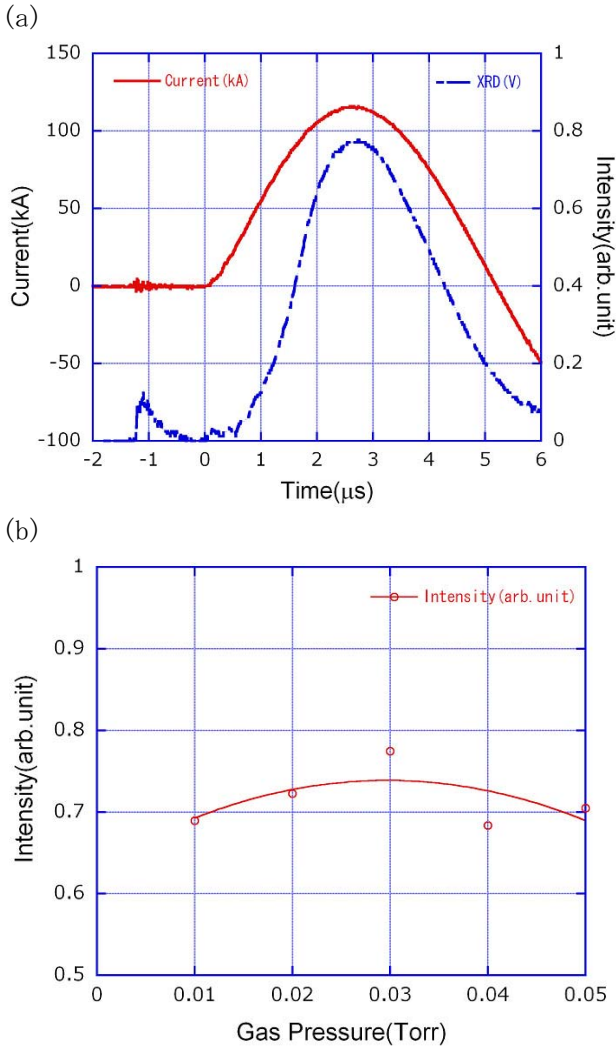 (a)
150
100
50
0
-50
-100
Current(kA)
Current(kA)
XRD(V)
1
0.8
0.6
0.4
0.2
0
Intensity(arb.unit)
-2 -1 0 1 2 3 4 5 6
Time(μs)
(b)
1
0.9
0.8
0.7
0.6
0.5
Intensity(arb.unit)
Intensity(arb.unit)
0 0.01 0.02 0.03 0.04 0.05
Gas Pressure(Torr)